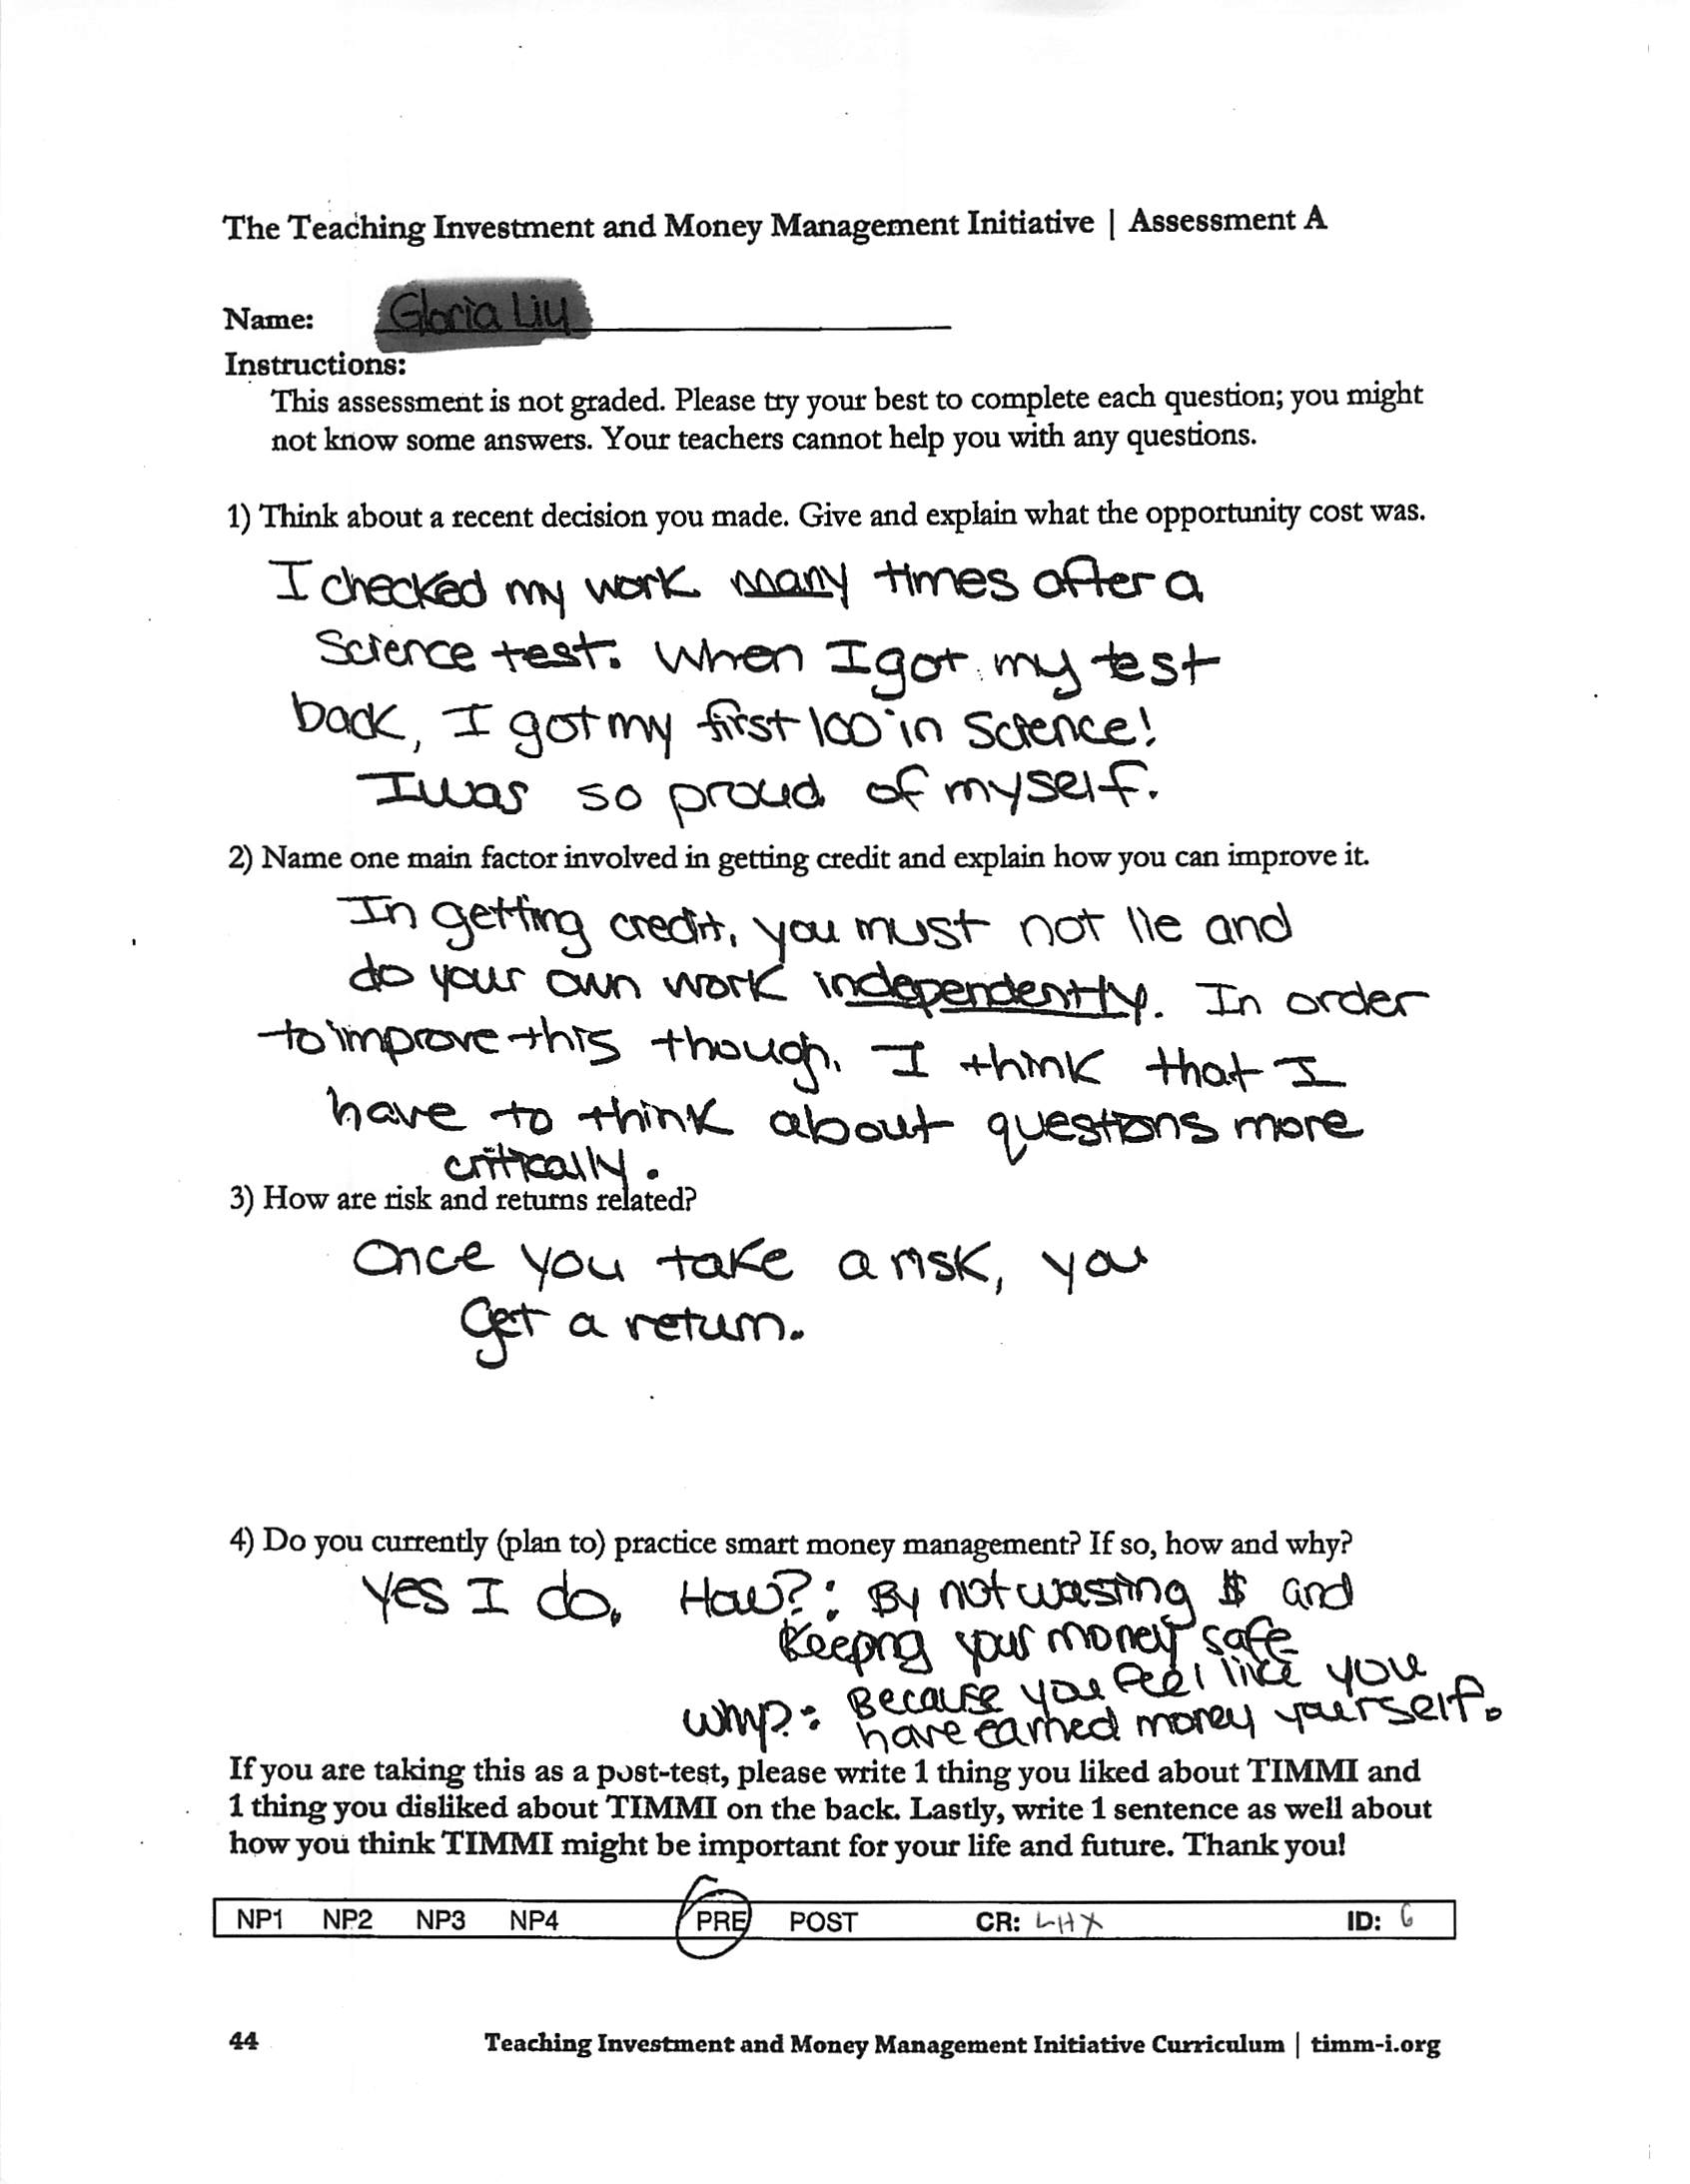 The Teaching Investment and Money Management Initiative | Assessment A
Name: Gloria Liu
Instructions:
This assessment is not graded. Please try your best to complete each question; you might
not know some answers. Your teachers cannot help you with any questions.
1) Think about a recent decision you made. Give and explain what the opportunity cost was.
I checked my work many times after a
Science test. When I got my test
back, I got my first 100 in Science!
I was so proud of myself.
2) Name one main factor involved in getting credit and explain how you can improve it.
In getting credit, you must not lie and
do your own work independently. In order
to improve this though, I think that I
have to think about questions more
critically.
3) How are risk and returns related?
Once you take a risk, you
Get a return.
4) Do you currently (plan to) practice smart money management? If so, how and why?
Yes I do. How?: By not wasting $ and
Keeping your money safe
Why?: Because you feel like you
have earned money yourself.
If you are taking this as a post-test, please write 1 thing you liked about TIMMI and
1 thing you disliked about TIMMI on the back. Lastly, write 1 sentence as well about
how you think TIMMI might be important for your life and future. Thank you!
NP1 NP2 NP3 NP4 PRE POST CR: LHX ID: 6
44 Teaching Investment and Money Management Initiative Curriculum | timm-i.org